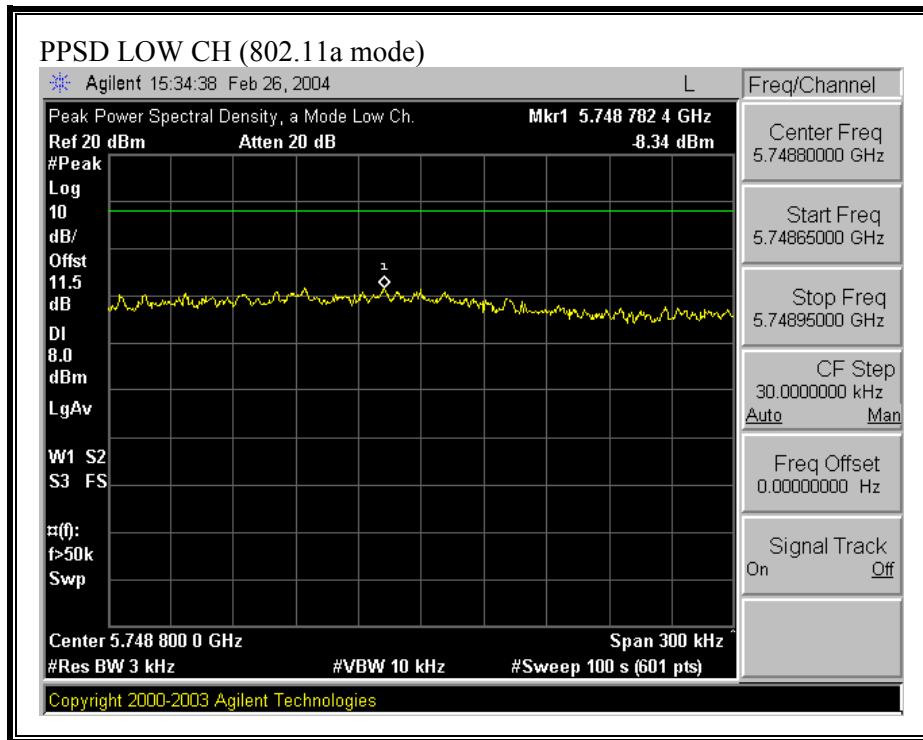 PPSD LOW CH (802.11a mode)
Agilent 15:34:38 Feb 26, 2004 L
Peak Power Spectral Density, a Mode Low Ch. Mkr1 5.748 782 4 GHz
Ref 20 dBm Atten 20 dB -8.34 dBm
#Peak
Log
10
dB/
Offst
11.5
dB
DI
8.0
dBm
LgAv
W1 S2
S3 FS
¤(f):
f>50k
Swp
1
Center 5.748 800 0 GHz Span 300 kHz ^
#Res BW 3 kHz #VBW 10 kHz #Sweep 100 s (601 pts)
Copyright 2000-2003 Agilent Technologies
Freq/Channel
Center Freq
5.74880000 GHz
Start Freq
5.74865000 GHz
Stop Freq
5.74895000 GHz
CF Step
30.0000000 kHz
Auto Man
Freq Offset
0.00000000 Hz
Signal Track
On Off